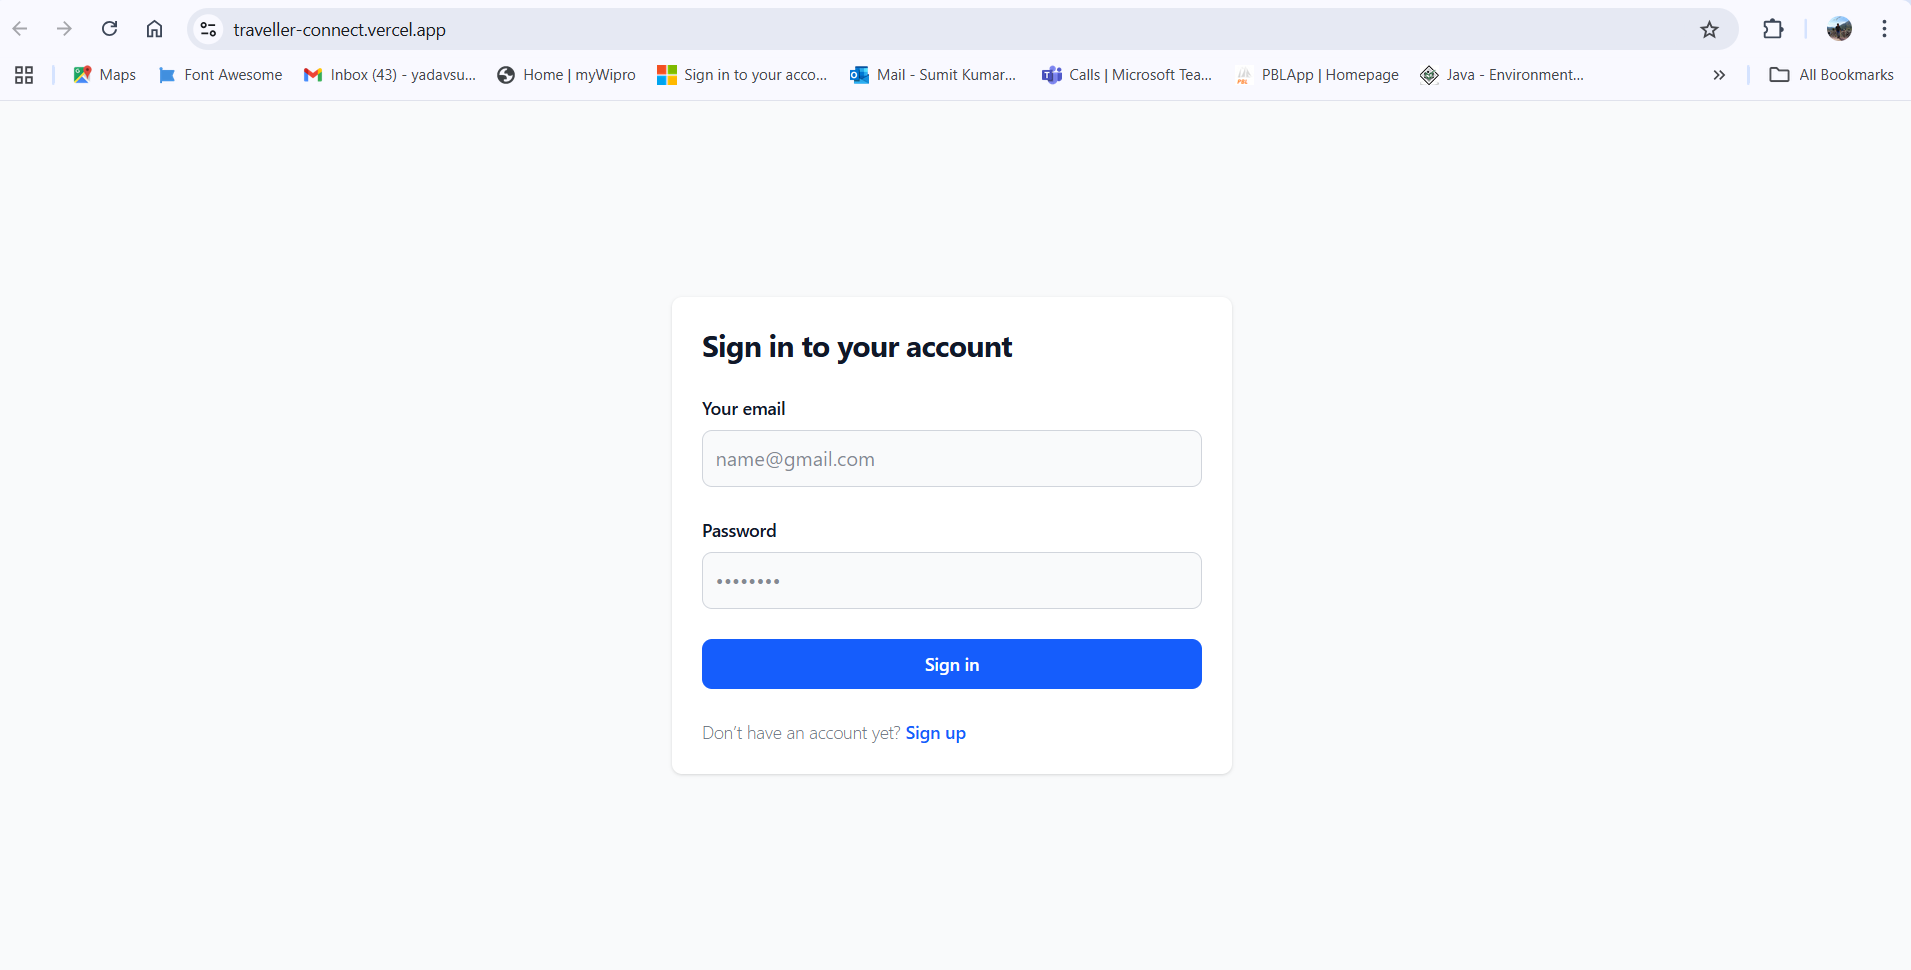 traveller-connect.vercel.app
Maps Font Awesome Inbox (43) - yadavsu... Home | myWipro Sign in to your acco... Mail - Sumit Kumar... Calls | Microsoft Tea... PBLApp | Homepage Java - Environment... » All Bookmarks
Sign in to your account
Your email
name@gmail.com
Password
••••••••
Sign in
Don't have an account yet? Sign up